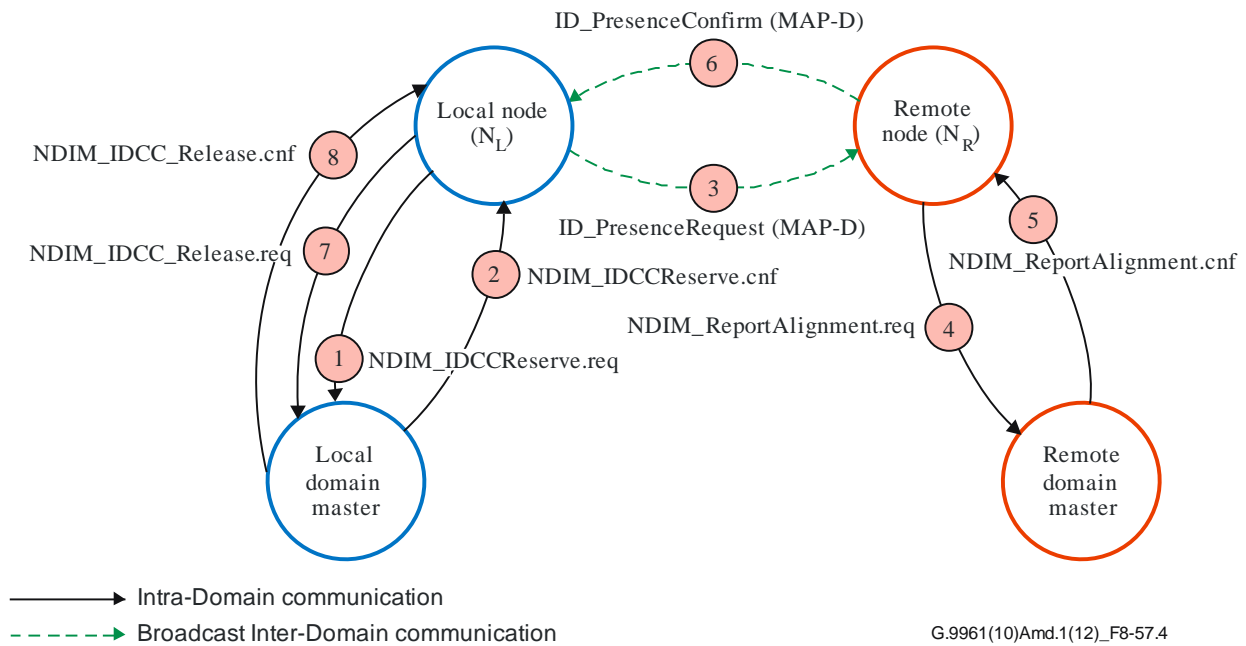 ID_PresenceConfirm (MAP-D)
6
Local node
(NL)
Remote
node (NR)
NDIM_IDCC_Release.cnf
8
3
ID_PresenceRequest (MAP-D)
5
NDIM_IDCC_Release.req
7
2
NDIM_IDCCReserve.cnf
NDIM_ReportAlignment.cnf
NDIM_ReportAlignment.req
4
1
NDIM_IDCCReserve.req
Local
domain
master
Remote
domain
master
Intra-Domain communication
Broadcast Inter-Domain communication
G.9961(10)Amd.1(12)_F8-57.4